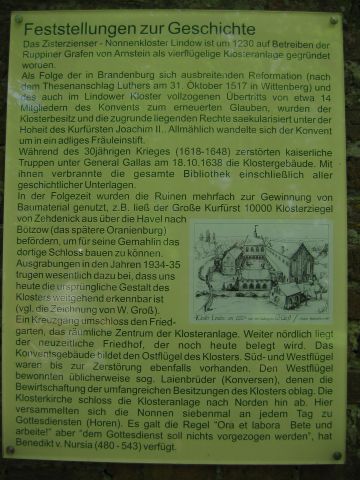 Feststellungen zur Geschichte
Das Zisterzienser - Nonnenkloster Lindow ist um 1230 auf Betreiben der
Ruppiner Grafen von Arnstein als vierflügelige Klosteranlage gegründet
woruen.
Als Folge der in Brandenburg sich ausbreitenden Reformation (nach
dem Thesenanschlag Luthers am 31. Oktober 1517 in Wittenberg) und
des auch im Lindower Kloster vollzogenen Übertritts von etwa 14
Mitgliedern des Konvents zum erneuerten Glauben, wurden der
Klosterbesitz und die zugrunde liegenden Rechte saekularisiert unter der
Hoheit des Kurfürsten Joachim II.. Allmählich wandelte sich der Konvent
um in ein adliges Fräuleinstift.
Während des 30jährigen Krieges (1618-1648) zerstörten kaiserliche
Truppen unter General Gallas am 18.10.1638 die Klostergebäude. Mit
ihnen verbrannte die gesamte Bibliothek einschließlich aller
geschichtlicher Unterlagen.
In der Folgezeit wurden die Ruinen mehrfach zur Gewinnung von
Baumaterial genutzt, z.B. ließ der Große Kurfürst 10000 Klosterziegel
von Zehdenick aus über die Havel nach
Bötzow (das spätere Oranienburg)
befördern, um für seine Gemahlin das
dortige Schloss bauen zu können.
Ausgrabungen in den Jahren 1934-35
trugen wesentlich dazu bei, dass uns
heute die ursprüngliche Gestalt des
Klosters weitgehend erkennbar ist
(vgl. die Zeichnung von W. Groß).
Ein Kreuzgang umschloss den Fried-
garten, das räumliche Zentrum der Klosteranlage. Weiter nördlich liegt
der neuzeitliche Friedhof, der noch heute belegt wird. Das
Konventsgebäude bildet den Ostflügel des Klosters. Süd- und Westflügel
waren bis zur Zerstörung ebenfalls vorhanden. Den Westflügel
bewohnten üblicherweise sog. Laienbrüder (Konversen), denen die
Bewirtschaftung der umfangreichen Besitzungen des Klosters oblag. Die
Klosterkirche schloss die Klosteranlage nach Norden hin ab. Hier
versammelten sich die Nonnen siebenmal an jedem Tag zu
Gottesdiensten (Horen). Es galt die Regel "Ora et labora Bete und
arbeite!" aber "dem Gottesdienst soll nichts vorgezogen werden", hat
Benedikt v. Nursia (480 - 543) verfügt.
Kloster Lindow um